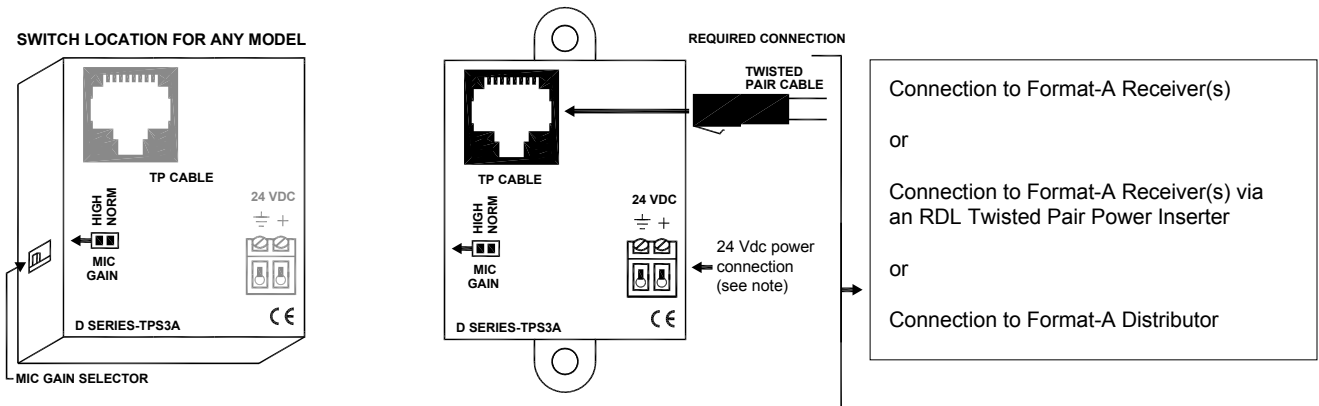 SWITCH LOCATION FOR ANY MODEL
TP CABLE
HIGH
NORM
MIC
GAIN
24 VDC
+
D SERIES-TPS3A
CE
MIC GAIN SELECTOR
REQUIRED CONNECTION
TWISTED
PAIR CABLE
TP CABLE
HIGH
NORM
MIC
GAIN
24 VDC
+
24 Vdc power
connection
(see note)
D SERIES-TPS3A
CE
Connection to Format-A Receiver(s)
or
Connection to Format-A Receiver(s) via
an RDL Twisted Pair Power Inserter
or
Connection to Format-A Distributor